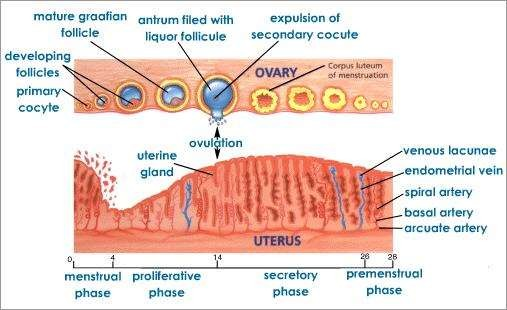 mature graafian
follicle
antrum filed with
liquor follicule
expulsion of
secondary cocute
developing
follicles
primary
cocyte
OVARY
Corpus luteum
of menstruation
ovulation
uterine
gland
venous lacunae
endometrial vein
spiral artery
basal artery
arcuate artery
UTERUS
0 4 14 26 28
menstrual
phase
proliferative
phase
secretory
phase
premenstrual
phase